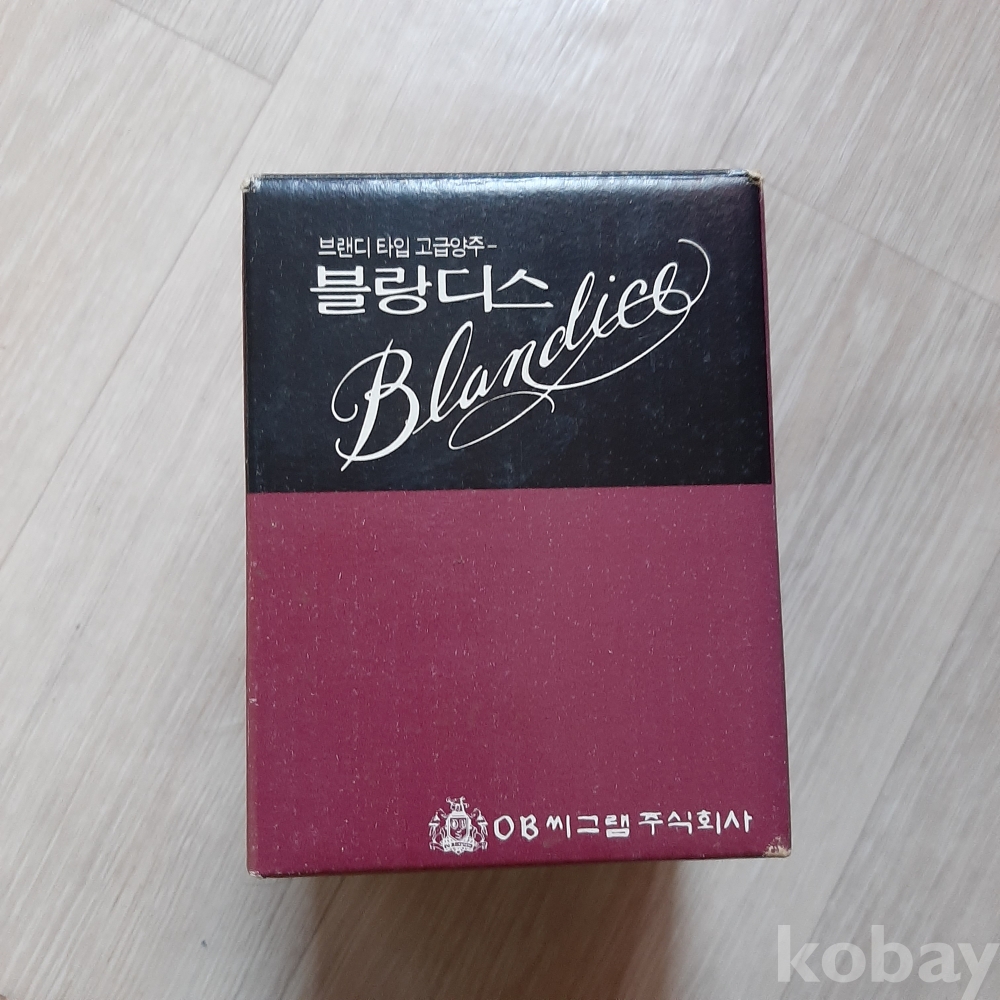 브랜디 타입 고급양주-
블랑디스
Blandice
OB씨그램 주식회사
kobay